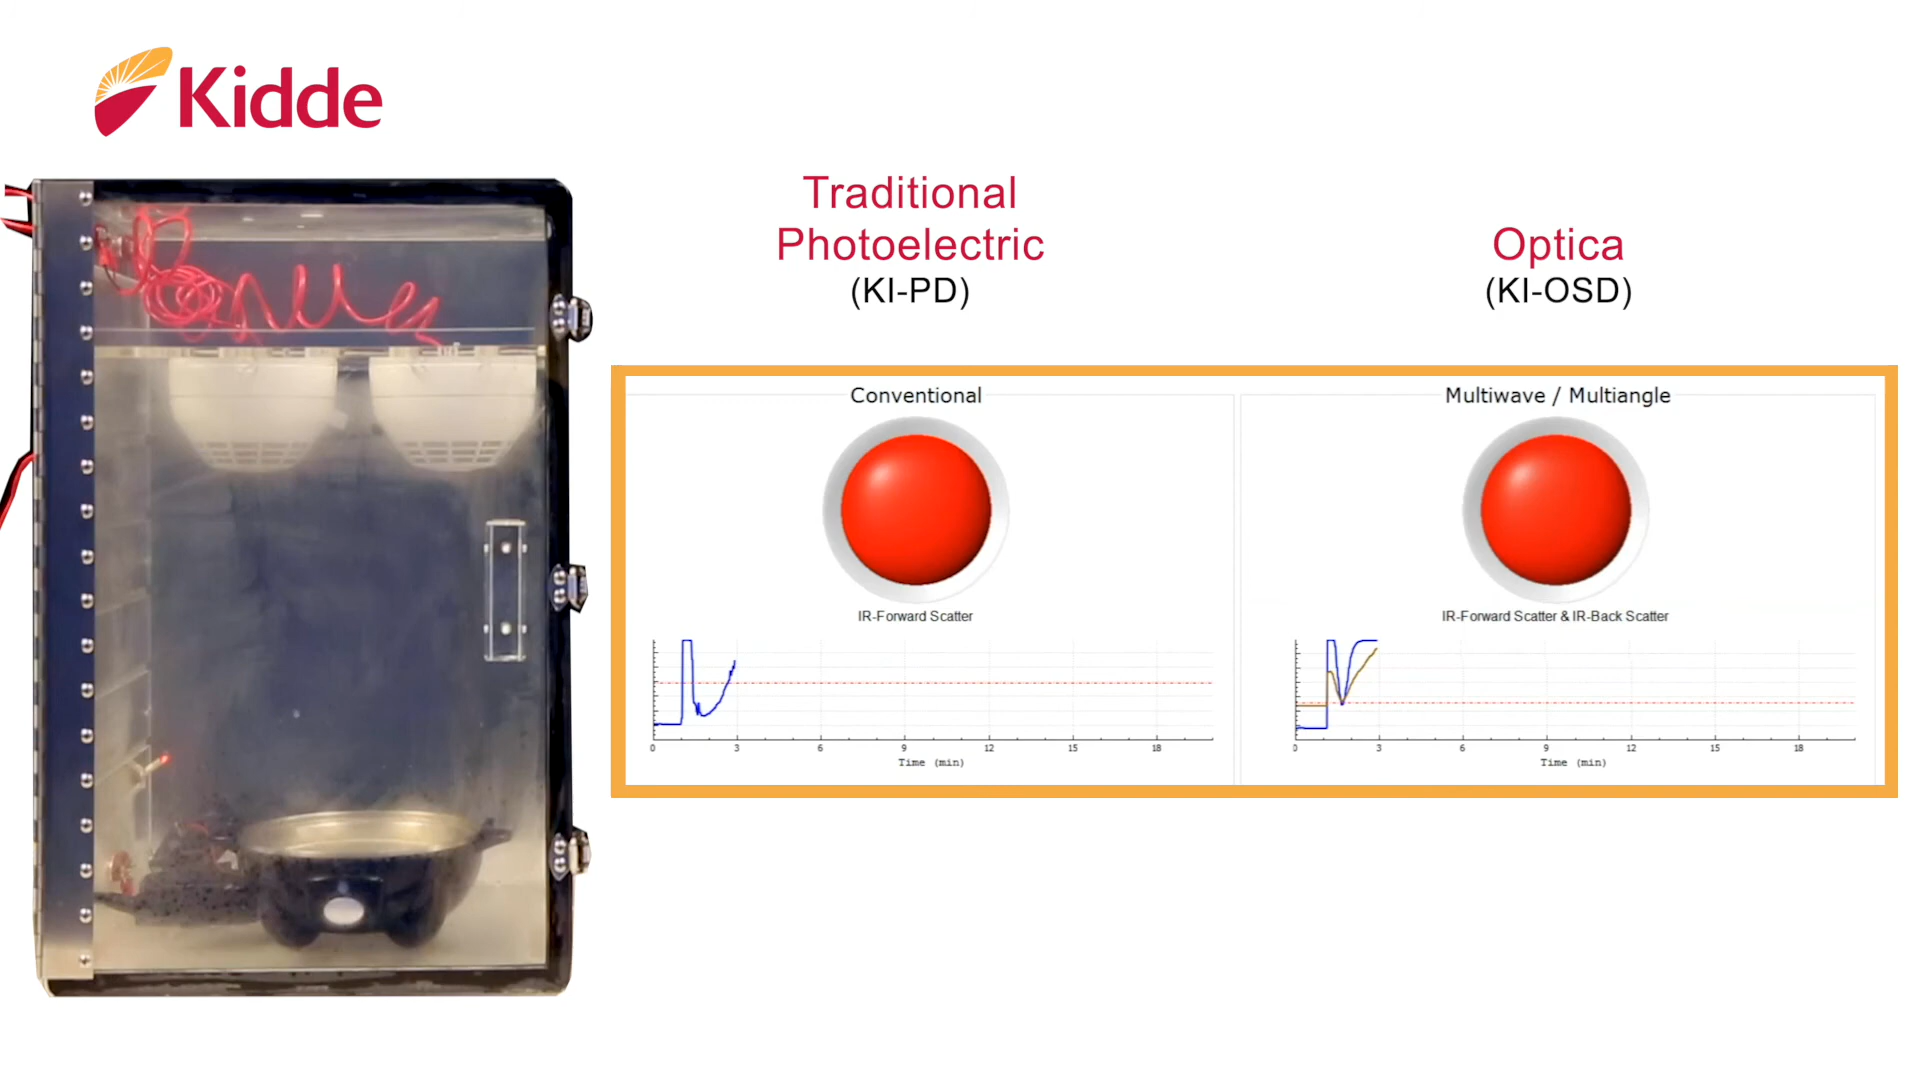 Kidde
Traditional
Photoelectric
(KI-PD)
Optica
(KI-OSD)
Conventional
Multiwave / Multiangle
IR-Forward Scatter
IR-Forward Scatter & IR-Back Scatter
0 3 6 9 12 15 18
Time (min)
0 3 6 9 12 15 18
Time (min)